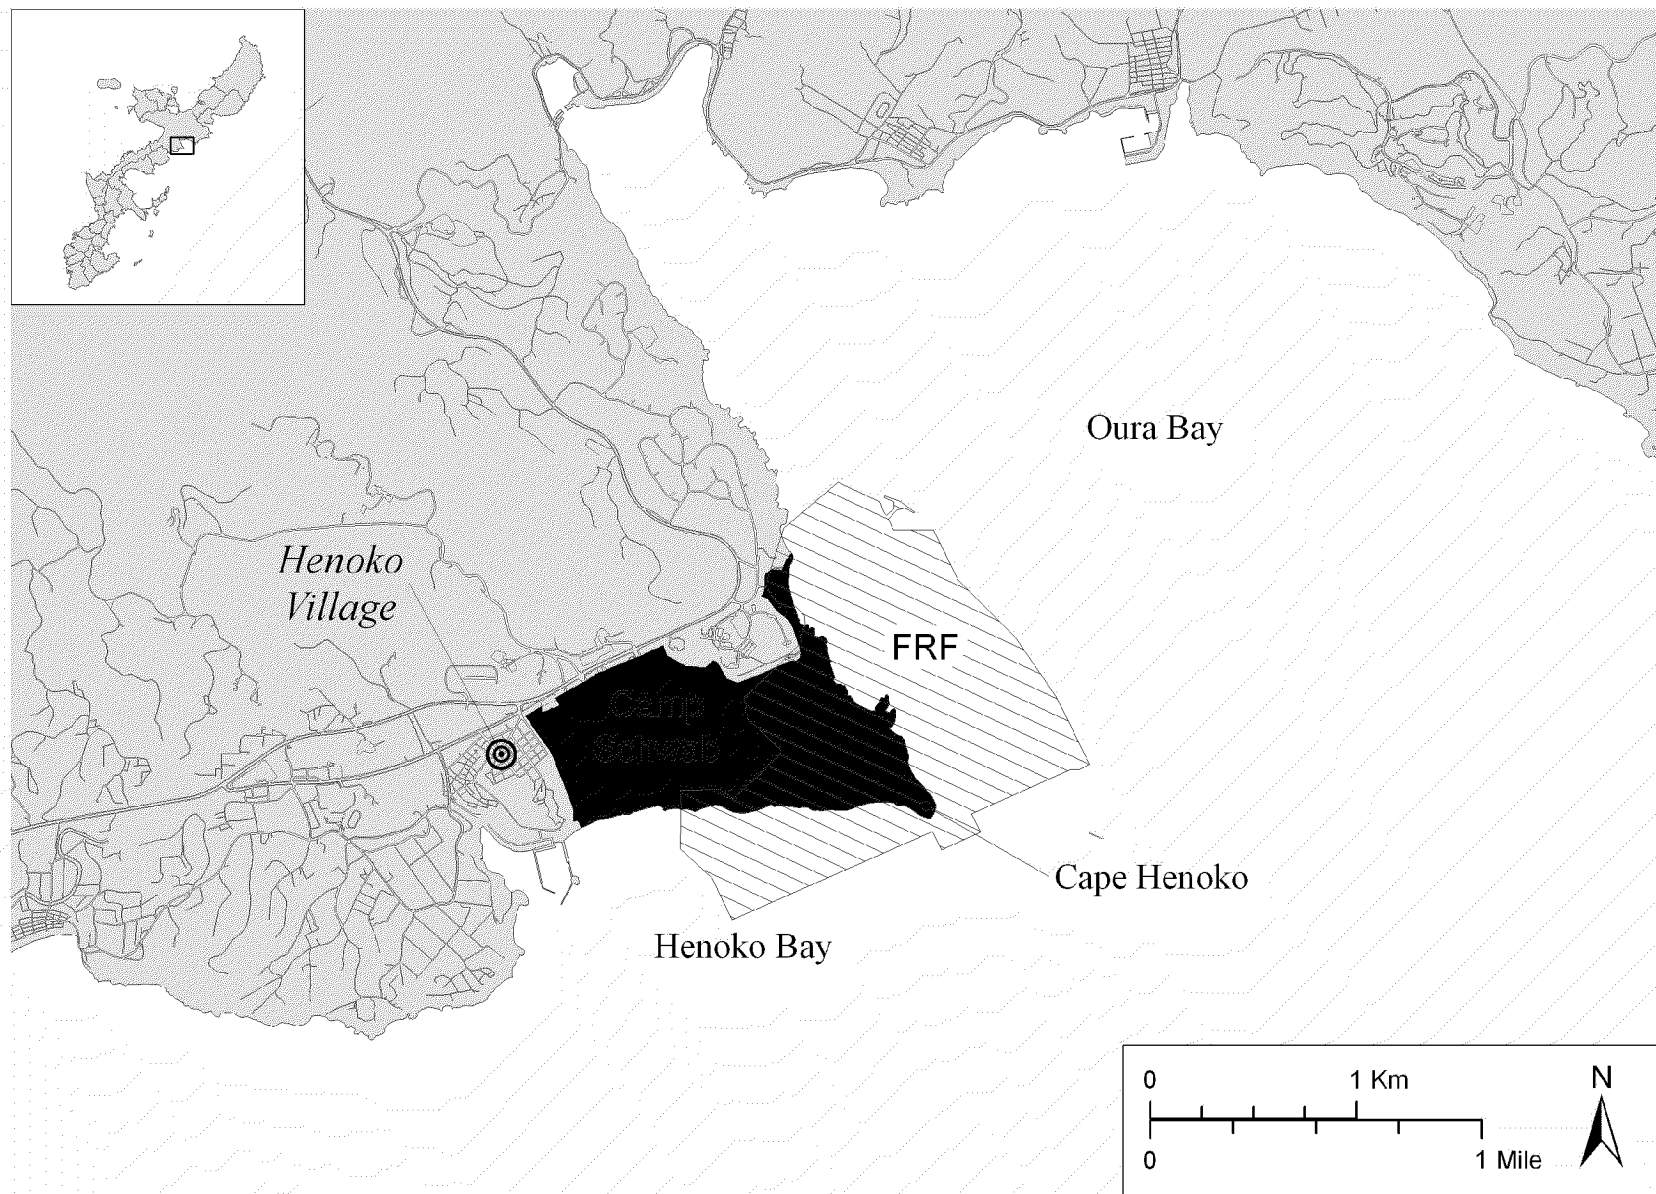 Oura Bay
Henoko
Village
FRF
Camp
Schwab
Cape Henoko
Henoko Bay
0 1 Km
N
0 1 Mile